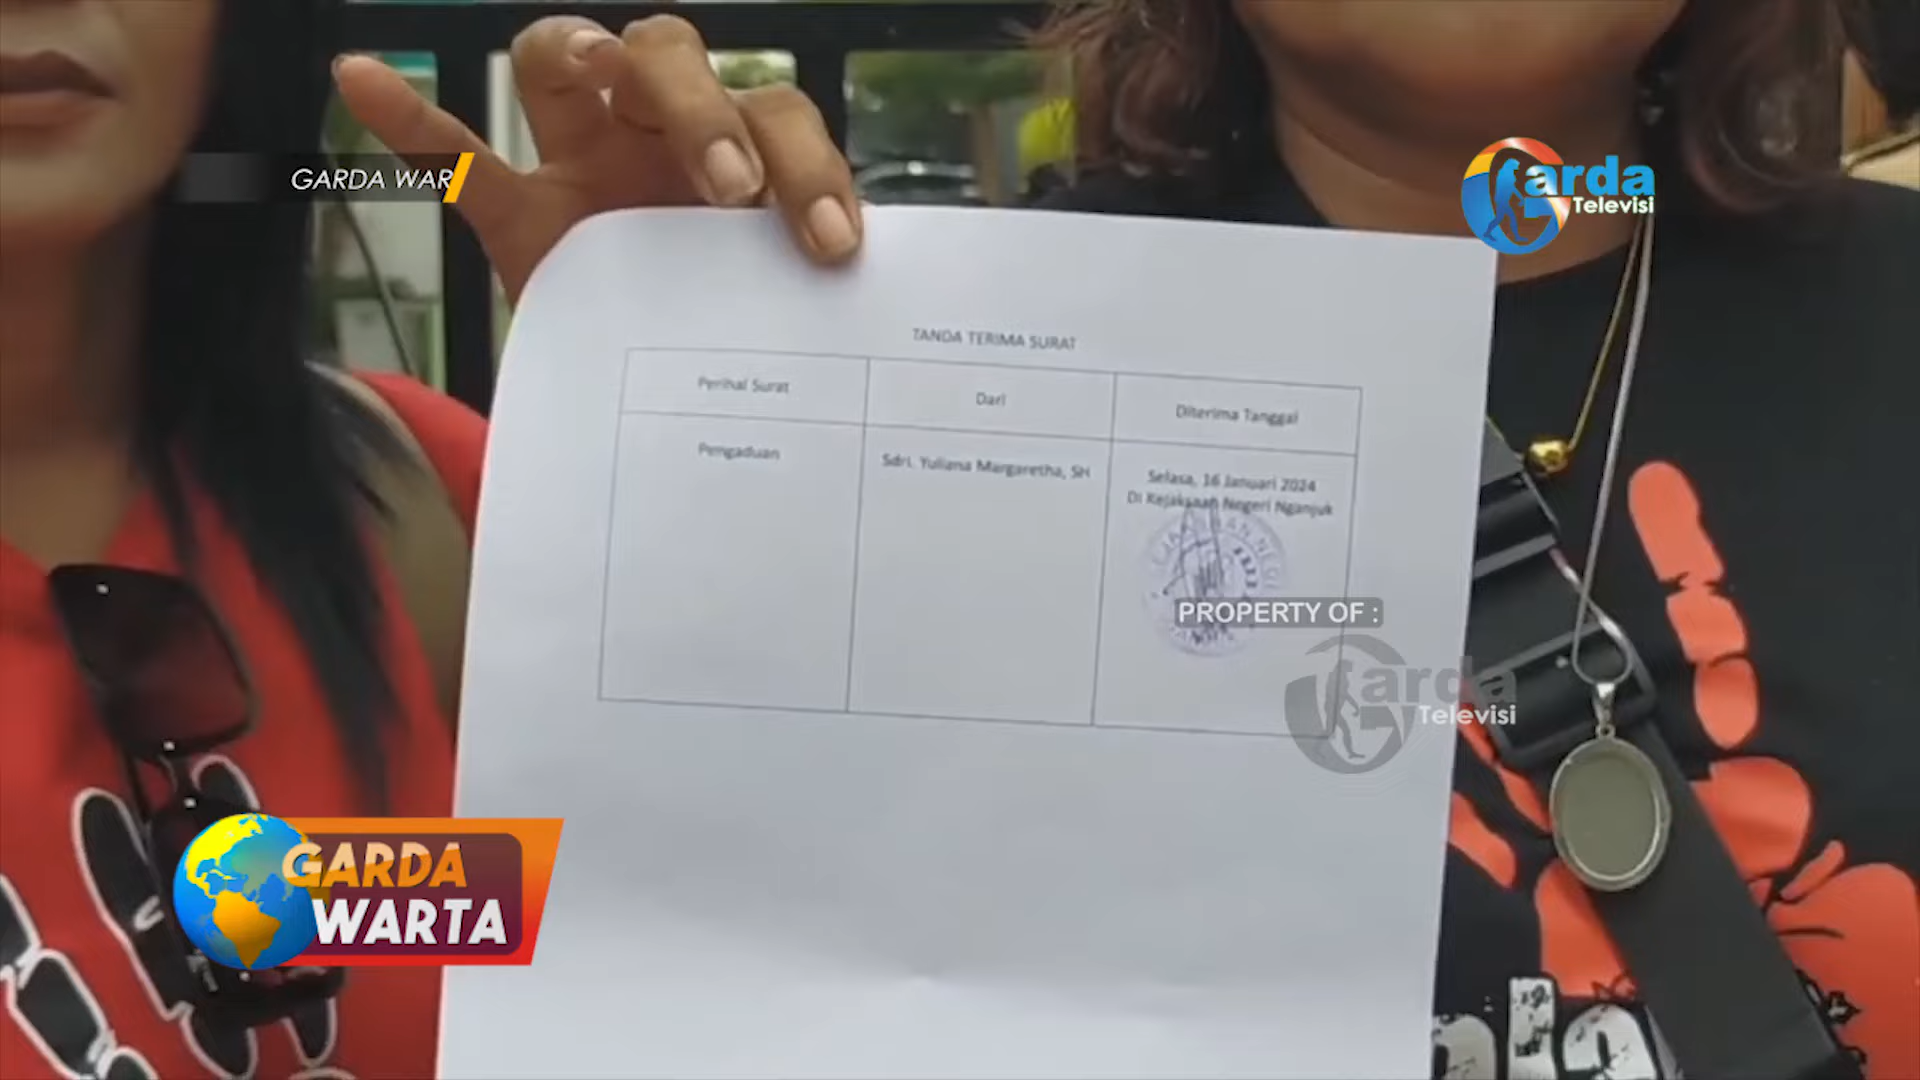 GARDA WAR
Garda
Televisi
TANDA TERIMA SURAT
Perihal Surat
Dari
Diterima Tanggal
Pengaduan
Sdri. Yuliana Margaretha, SH
Selasa, 16 Januari 2024
Di Kejaksaan Negeri Nganjuk
PROPERTY OF :
Garda
Televisi
GARDA
WARTA